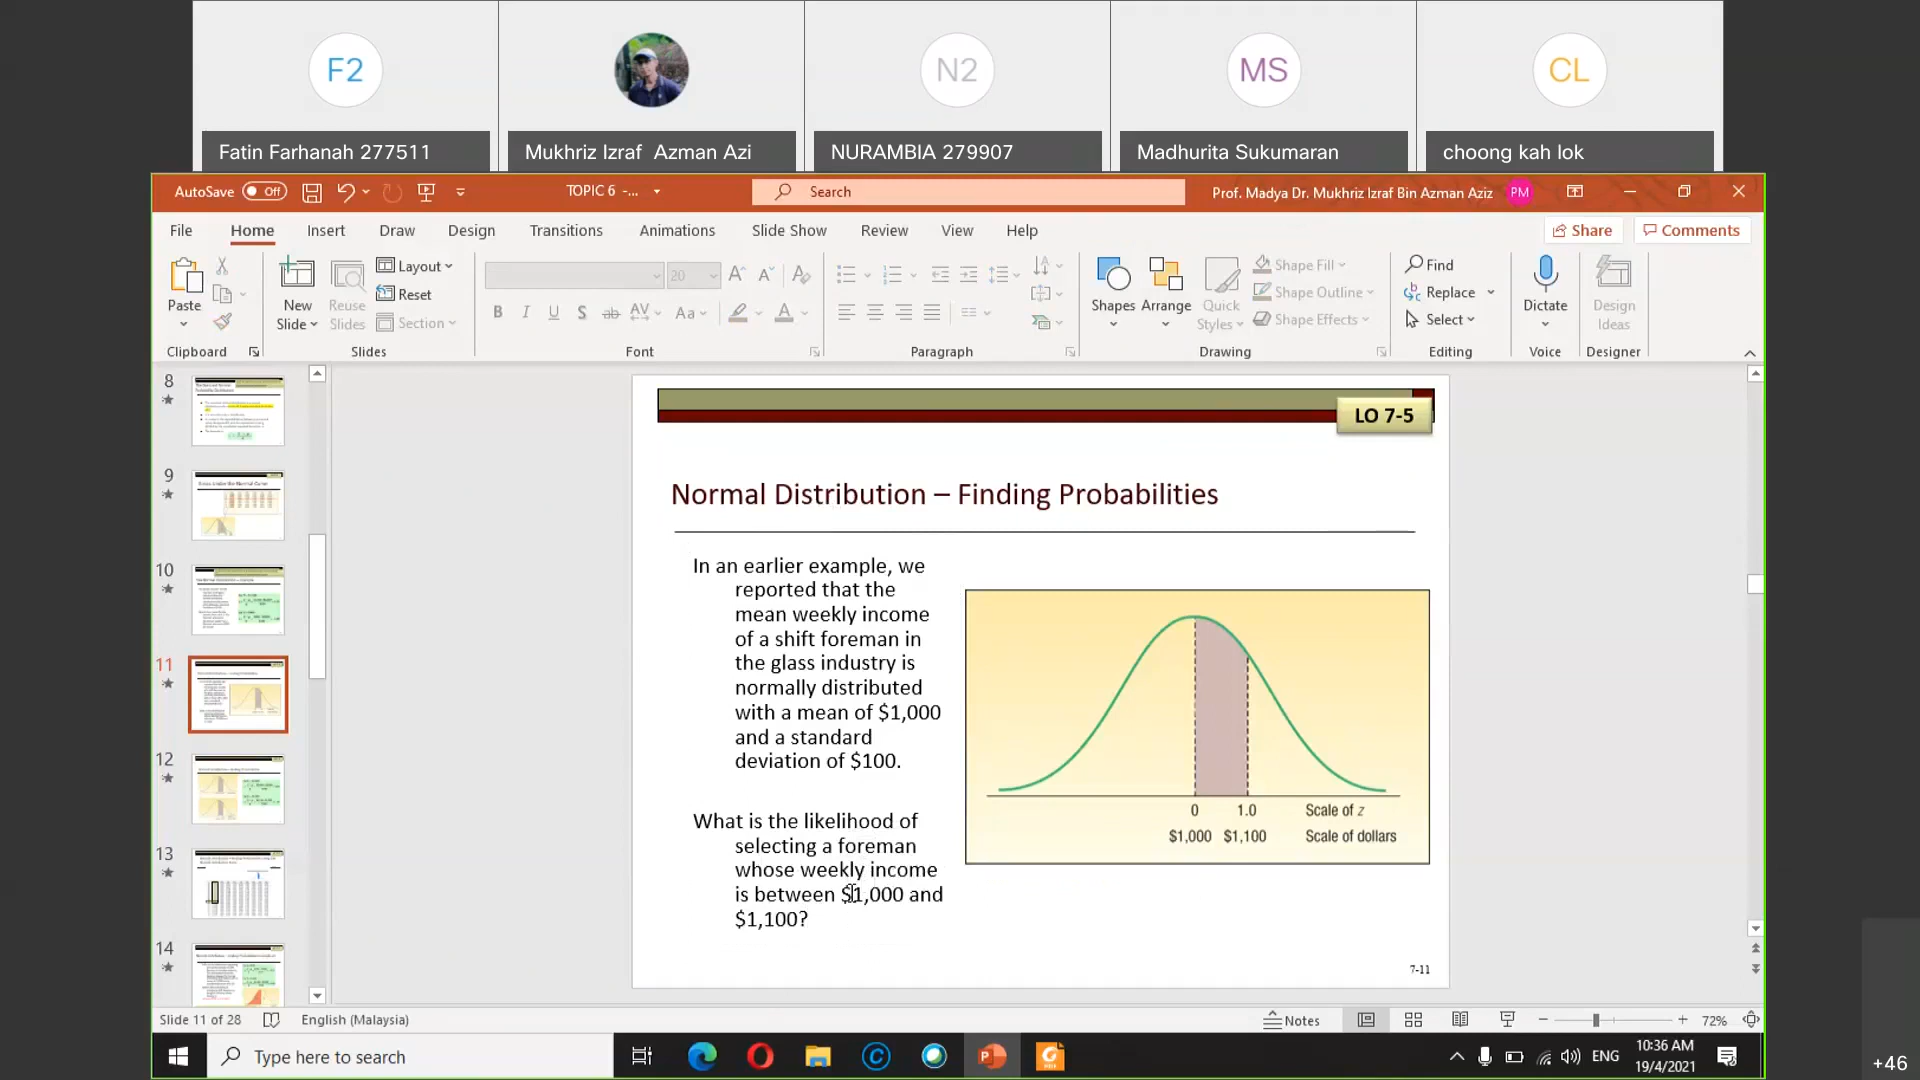 F2
N2
MS
CL
Fatin Farhanah 277511
Mukhriz Izraf Azman Azi
NURAMBIA 279907
Madhurita Sukumaran
choong kah lok
AutoSave Off
TOPIC 6 -...
Search
Prof. Madya Dr. Mukhriz Izraf Bin Azman Aziz PM
File Home Insert Draw Design Transitions Animations Slide Show Review View Help
Share
Comments
Paste
Clipboard
New Slide
Reuse Slides
Layout
Reset
Section
Slides
20
B I U S ab AV Aa A
Font
Paragraph
Shapes
Arrange
Quick Styles
Shape Fill
Shape Outline
Shape Effects
Drawing
Find
Replace
Select
Editing
Dictate
Voice
Design Ideas
Designer
8
9
10
11
12
13
14
LO 7-5
Normal Distribution – Finding Probabilities
In an earlier example, we
reported that the
mean weekly income
of a shift foreman in
the glass industry is
normally distributed
with a mean of $1,000
and a standard
deviation of $100.
What is the likelihood of
selecting a foreman
whose weekly income
is between $1,000 and
$1,100?
0 1.0 Scale of z
$1,000 $1,100 Scale of dollars
7-11
Slide 11 of 28
English (Malaysia)
Notes
72%
Type here to search
ENG
10:36 AM
19/4/2021
+46